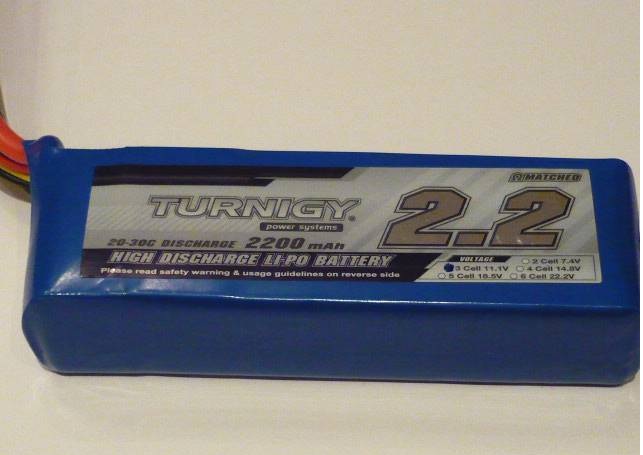 Ω MATCHED
TURNIGY®
power systems
2.2
20-30C DISCHARGE 2200 mAh
HIGH DISCHARGE LI-PO BATTERY
Please read safety warning & usage guidelines on reverse side
VOLTAGE
2 Cell 7.4V
3 Cell 11.1V
4 Cell 14.8V
5 Cell 18.5V
6 Cell 22.2V